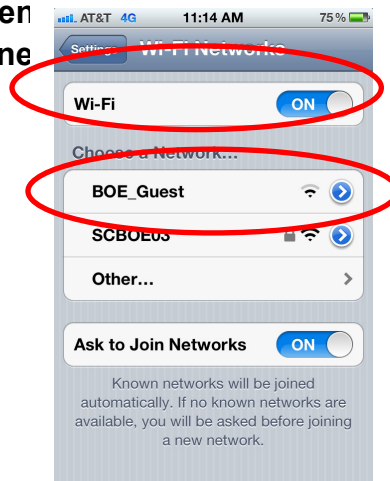 en
ne
AT&T 4G 11:14 AM 75%
Settings Wi-Fi Networks
Wi-Fi ON
Choose a Network...
BOE_Guest
SCBOE03
Other...
Ask to Join Networks ON
Known networks will be joined
automatically. If no known networks are
available, you will be asked before joining
a new network.